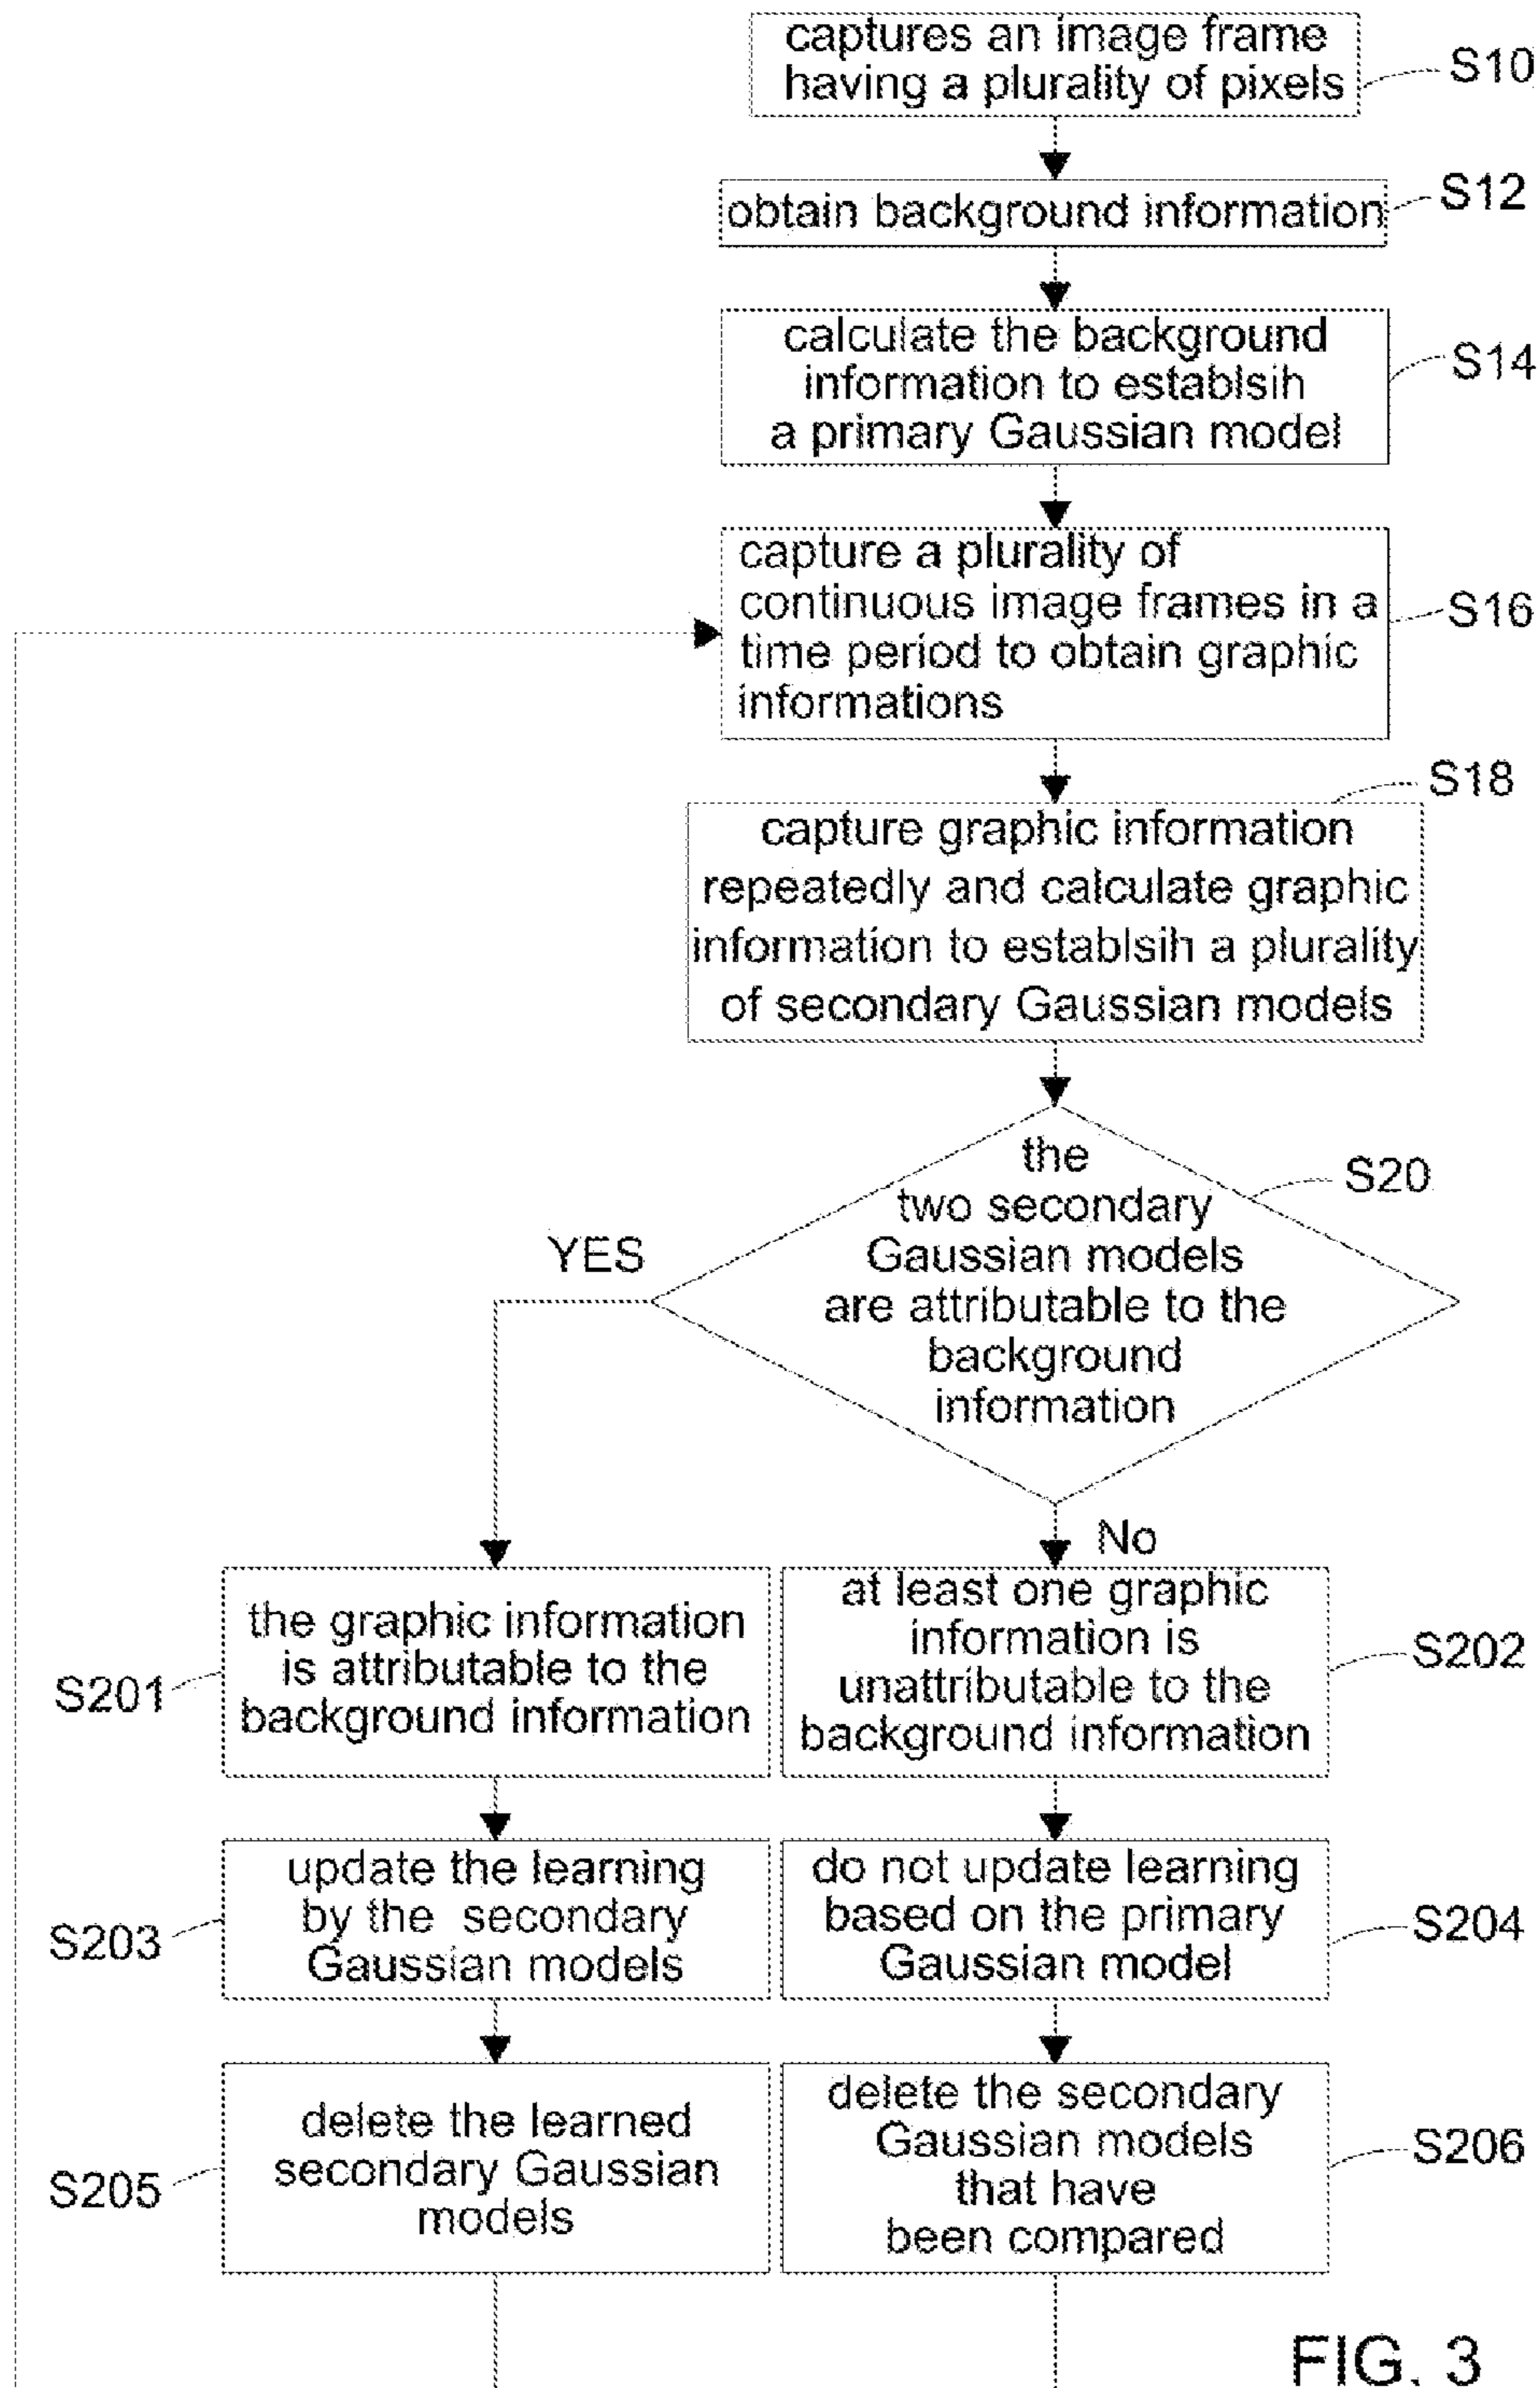 captures an image frame
having a plurality of pixels
S10
obtain background information
S12
calculate the background
information to establsih
a primary Gaussian model
S14
capture a plurality of
continuous image frames in a
time period to obtain graphic
informations
S16
S18
capture graphic information
repeatedly and calculate graphic
information to establsih a plurality
of secondary Gaussian models
the
two secondary
Gaussian models
are attributable to the
background
information
S20
YES
No
the graphic information
is attributable to the
background information
S201
at least one graphic
information is
unattributable to the
background information
S202
update the learning
by the secondary
Gaussian models
S203
do not update learning
based on the primary
Gaussian model
S204
delete the learned
secondary Gaussian
models
S205
delete the secondary
Gaussian models
that have
been compared
S206
FIG. 3